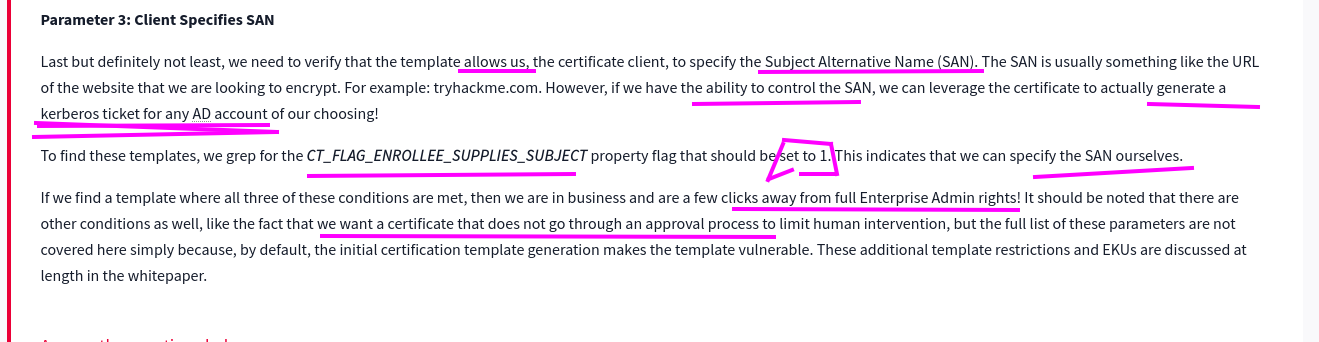 Parameter 3: Client Specifies SAN
Last but definitely not least, we need to verify that the template allows us, the certificate client, to specify the Subject Alternative Name (SAN). The SAN is usually something like the URL
of the website that we are looking to encrypt. For example: tryhackme.com. However, if we have the ability to control the SAN, we can leverage the certificate to actually generate a
kerberos ticket for any AD account of our choosing!
To find these templates, we grep for the CT_FLAG_ENROLLEE_SUPPLIES_SUBJECT property flag that should be set to 1. This indicates that we can specify the SAN ourselves.
If we find a template where all three of these conditions are met, then we are in business and are a few clicks away from full Enterprise Admin rights! It should be noted that there are
other conditions as well, like the fact that we want a certificate that does not go through an approval process to limit human intervention, but the full list of these parameters are not
covered here simply because, by default, the initial certification template generation makes the template vulnerable. These additional template restrictions and EKUs are discussed at
length in the whitepaper.